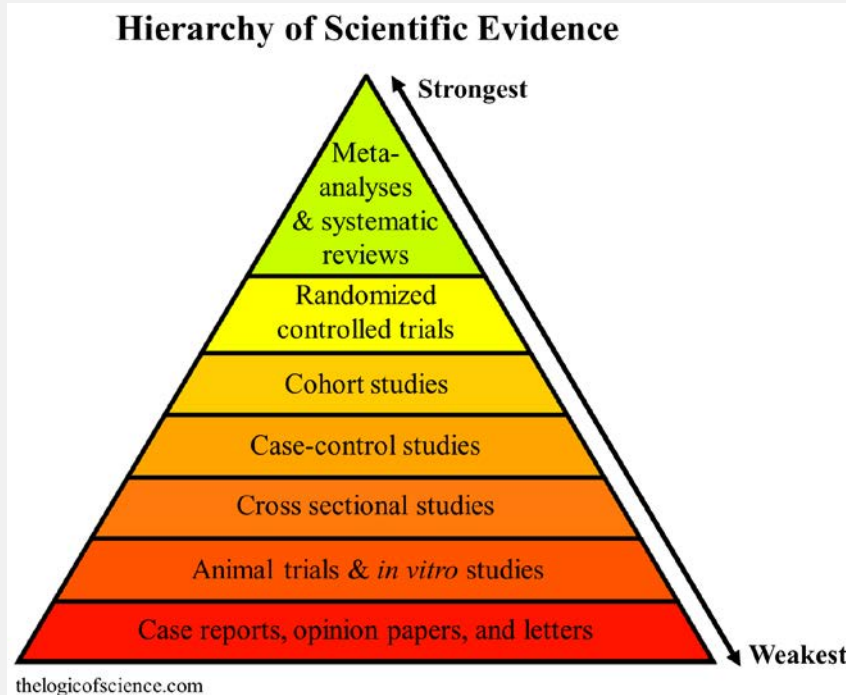 Hierarchy of Scientific Evidence
Strongest
Meta-
analyses
& systematic
reviews
Randomized
controlled trials
Cohort studies
Case-control studies
Cross sectional studies
Animal trials & in vitro studies
Case reports, opinion papers, and letters
Weakest
thelogicofscience.com